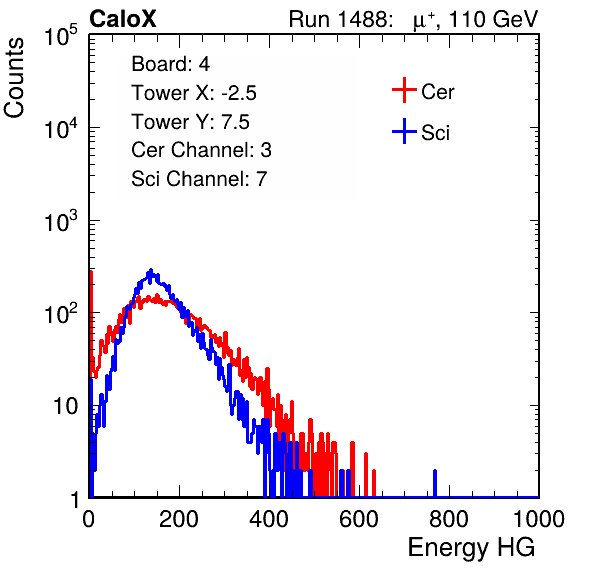 CaloX Run 1488: μ⁺, 110 GeV
Counts
10⁵
10⁴
10³
10²
10
1
Board: 4
Tower X: -2.5
Tower Y: 7.5
Cer Channel: 3
Sci Channel: 7
Cer
Sci
0 200 400 600 800 1000
Energy HG